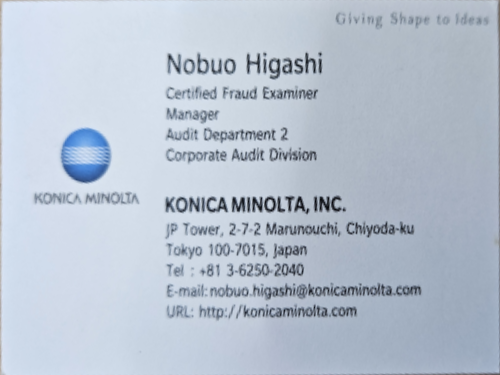 Giving Shape to Ideas
Nobuo Higashi
Certified Fraud Examiner
Manager
Audit Department 2
Corporate Audit Division
KONICA MINOLTA
KONICA MINOLTA, INC.
JP Tower, 2-7-2 Marunouchi, Chiyoda-ku
Tokyo 100-7015, Japan
Tel : +81 3-6250-2040
E-mail: nobuo.higashi@konicaminolta.com
URL: http://konicaminolta.com